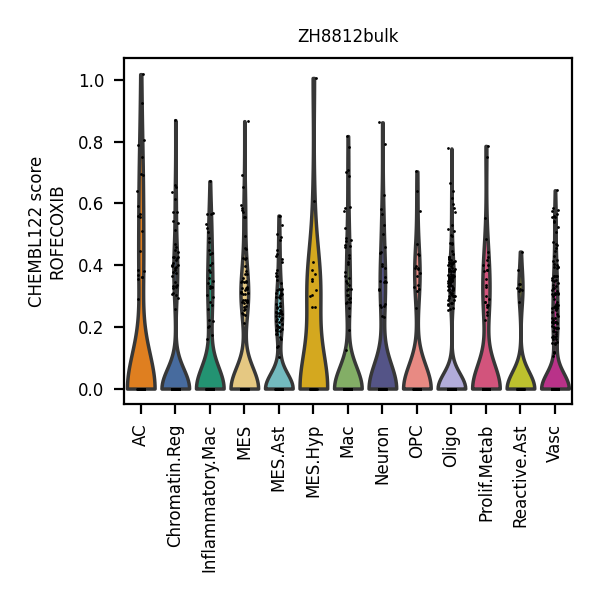 ZH8812bulk
CHEMBL122 score
ROFECOXIB
1.0
0.8
0.6
0.4
0.2
0.0
AC
Chromatin.Reg
Inflammatory.Mac
MES
MES.Ast
MES.Hyp
Mac
Neuron
OPC
Oligo
Prolif.Metab
Reactive.Ast
Vasc